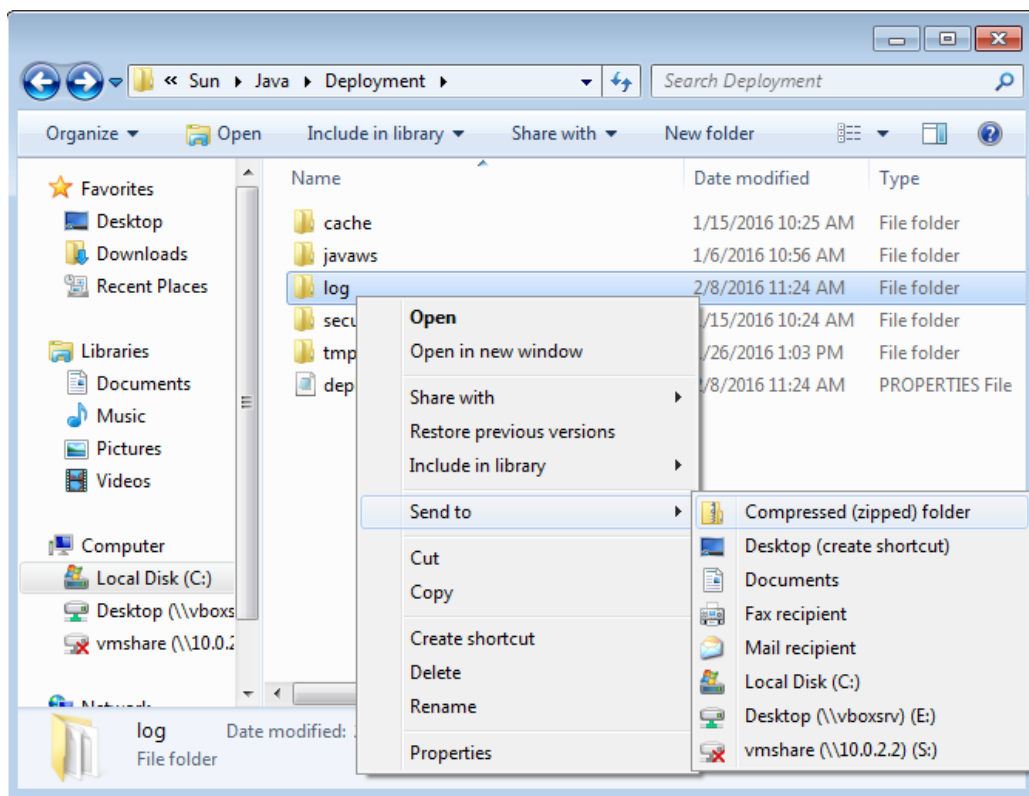 « Sun Java Deployment
Search Deployment
Organize Open Include in library Share with New folder
Name Date modified Type
Favorites
Desktop
Downloads
Recent Places
Libraries
Documents
Music
Pictures
Videos
Computer
Local Disk (C:)
Desktop (\\vboxs
vmshare (\\10.0.2
cache 1/15/2016 10:25 AM File folder
javaws 1/6/2016 10:56 AM File folder
log 2/8/2016 11:24 AM File folder
secu /15/2016 10:24 AM File folder
tmp /26/2016 1:03 PM File folder
dep /8/2016 11:24 AM PROPERTIES File
Open
Open in new window
Share with
Restore previous versions
Include in library
Send to
Cut
Copy
Create shortcut
Delete
Rename
Properties
Compressed (zipped) folder
Desktop (create shortcut)
Documents
Fax recipient
Mail recipient
Local Disk (C:)
Desktop (\\vboxsrv) (E:)
vmshare (\\10.0.2.2) (S:)
log Date modified:
File folder